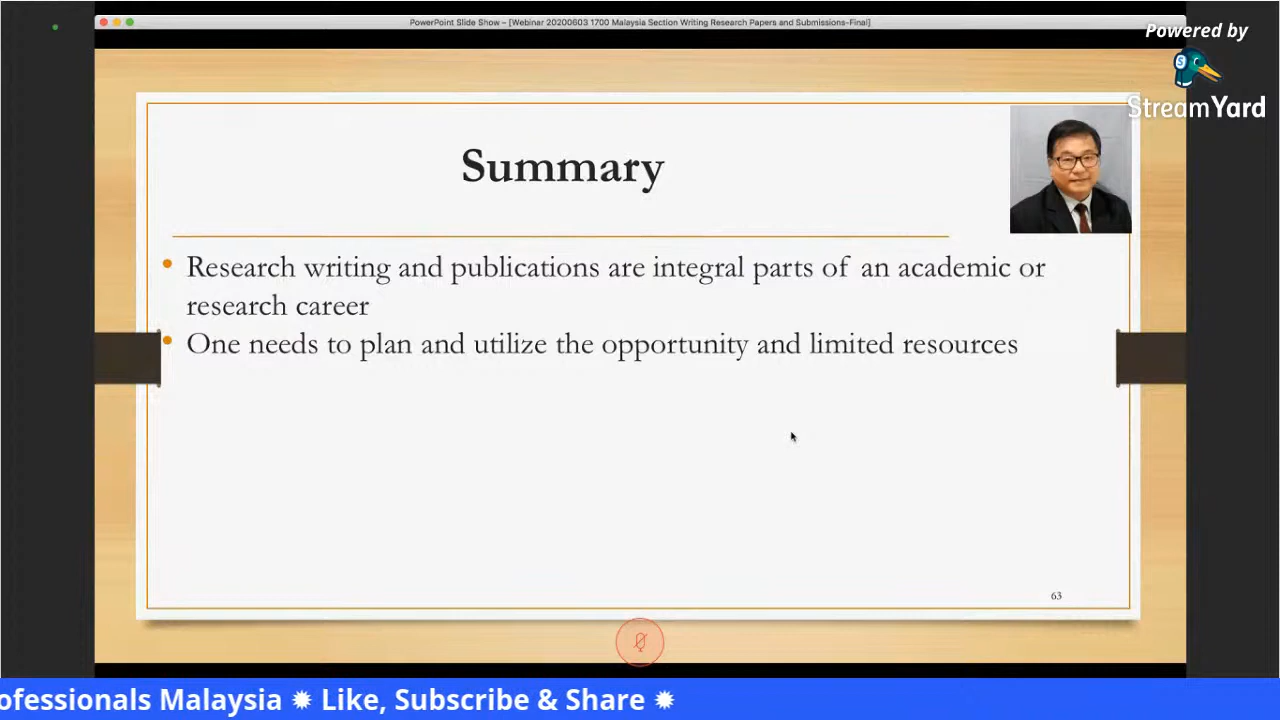 PowerPoint Slide Show – [Webinar 20200603 1700 Malaysia Section Writing Research Papers and Submissions-Final]
Powered by
StreamYard
Summary
• Research writing and publications are integral parts of an academic or
research career
• One needs to plan and utilize the opportunity and limited resources
63
ofessionals Malaysia ✹ Like, Subscribe & Share ✹